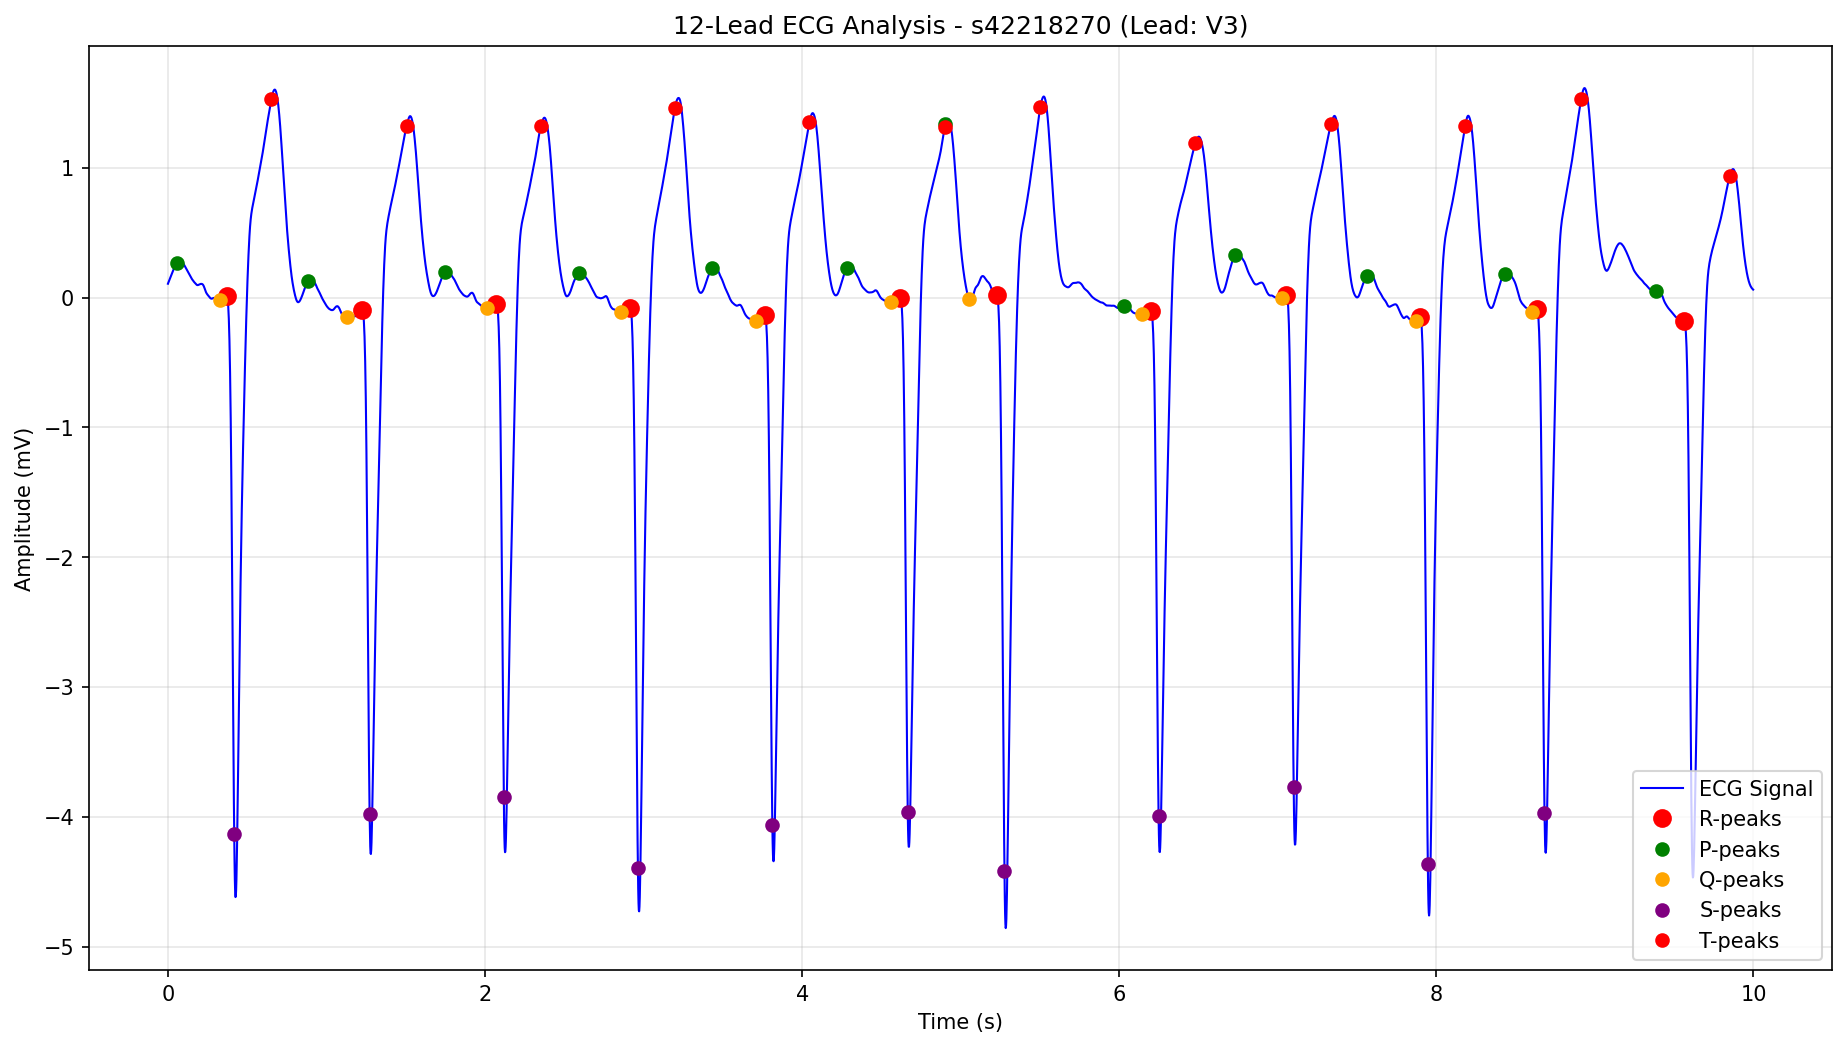 12-Lead ECG Analysis - s42218270 (Lead: V3)
Amplitude (mV)
1
0
−1
−2
−3
−4
−5
0 2 4 6 8 10
Time (s)
ECG Signal
R-peaks
P-peaks
Q-peaks
S-peaks
T-peaks